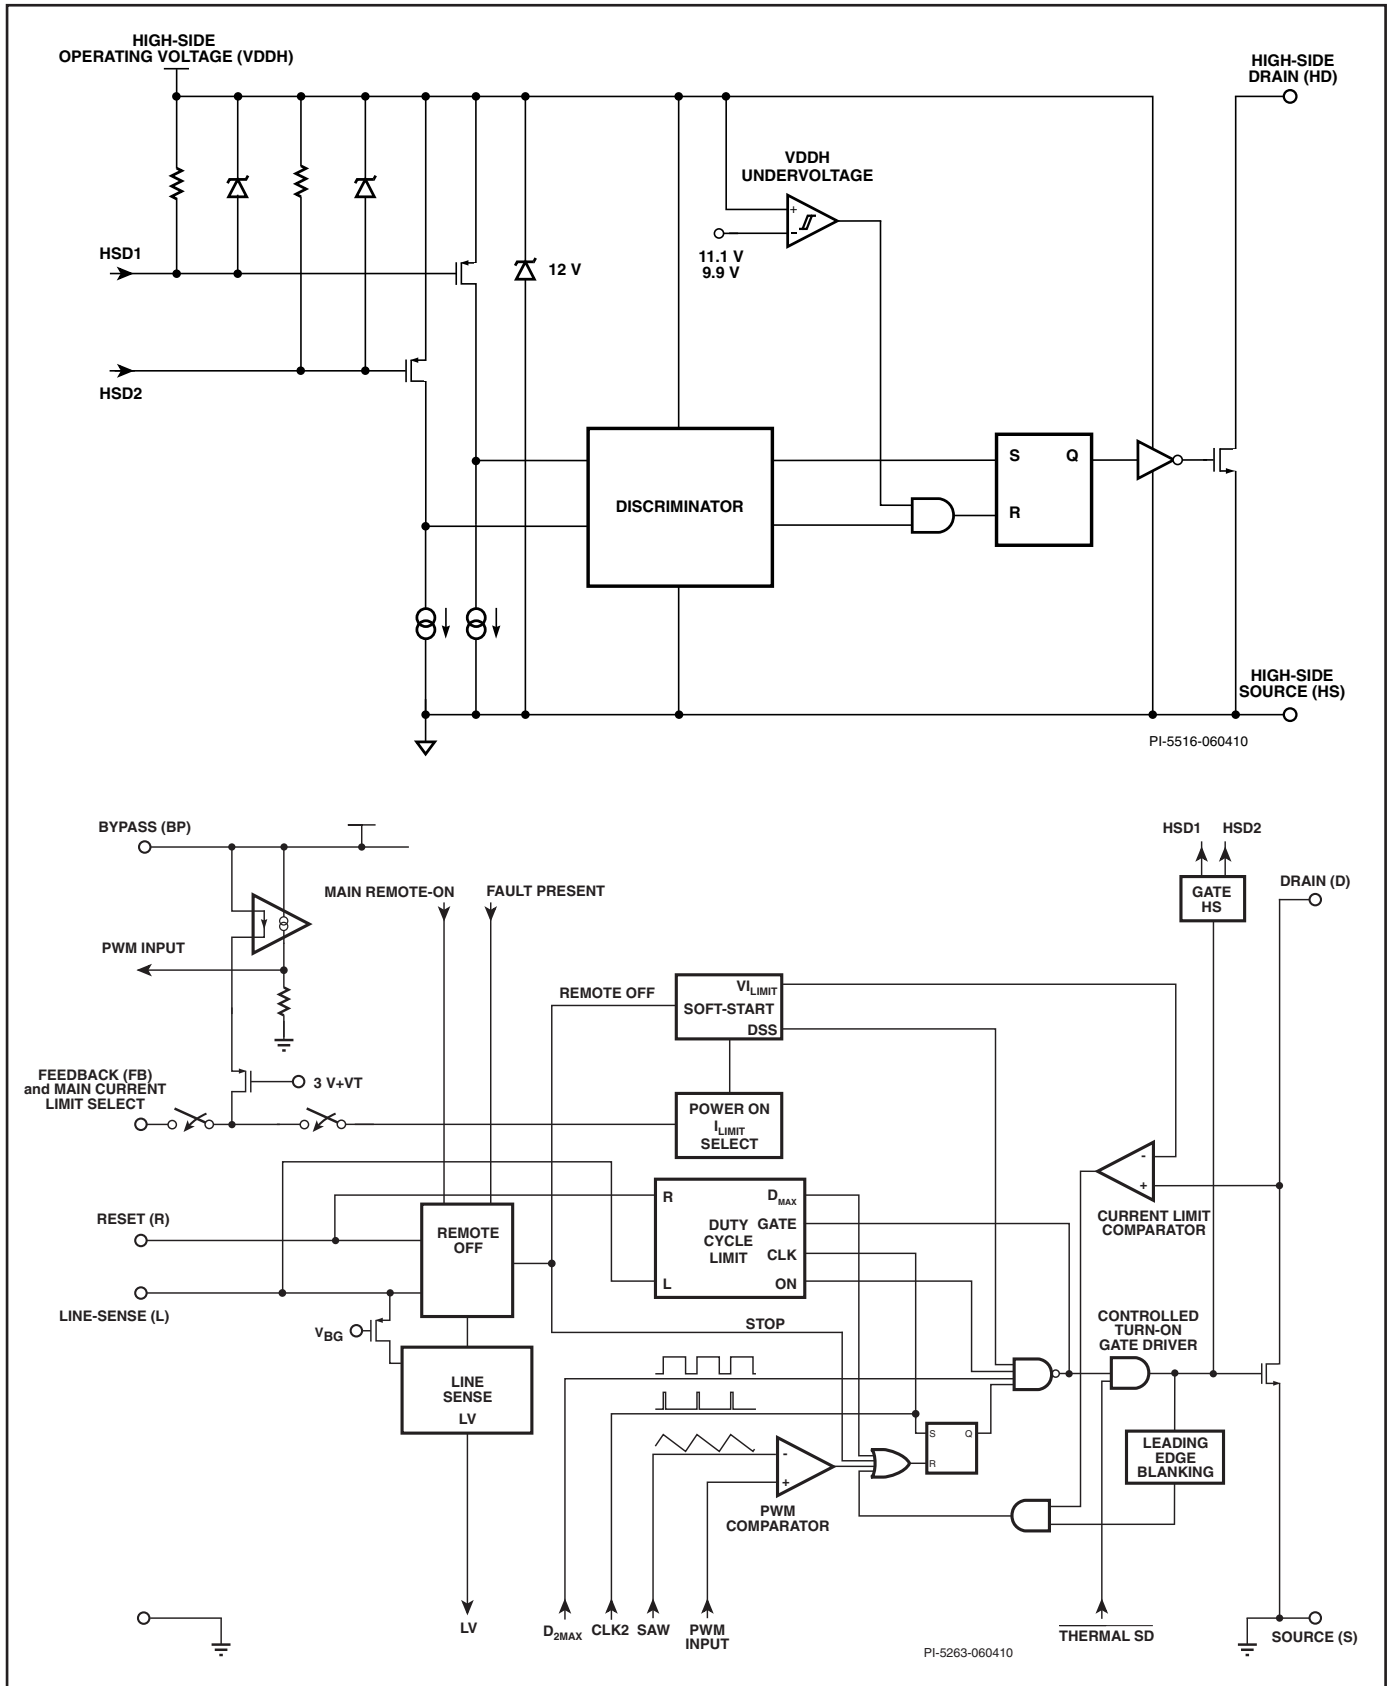 HIGH-SIDE
OPERATING VOLTAGE (VDDH)
HIGH-SIDE
DRAIN (HD)
VDDH
UNDERVOLTAGE
+
-
HSD1
11.1 V
9.9 V
12 V
HSD2
DISCRIMINATOR
S
Q
R
HIGH-SIDE
SOURCE (HS)
PI-5516-060410
BYPASS (BP)
HSD1
HSD2
MAIN REMOTE-ON
FAULT PRESENT
GATE
HS
DRAIN (D)
PWM INPUT
REMOTE OFF
VILIMIT
SOFT-START
DSS
FEEDBACK (FB)
and MAIN CURRENT
LIMIT SELECT
3 V+VT
POWER ON
ILIMIT
SELECT
-
+
CURRENT LIMIT
COMPARATOR
RESET (R)
REMOTE
OFF
R
DMAX
DUTY
CYCLE
LIMIT
GATE
CLK
L
ON
LINE-SENSE (L)
VBG
STOP
CONTROLLED
TURN-ON
GATE DRIVER
LINE
SENSE
LV
S
Q
R
-
+
PWM
COMPARATOR
LEADING
EDGE
BLANKING
LV
D2MAX
CLK2
SAW
PWM
INPUT
THERMAL SD
SOURCE (S)
PI-5263-060410